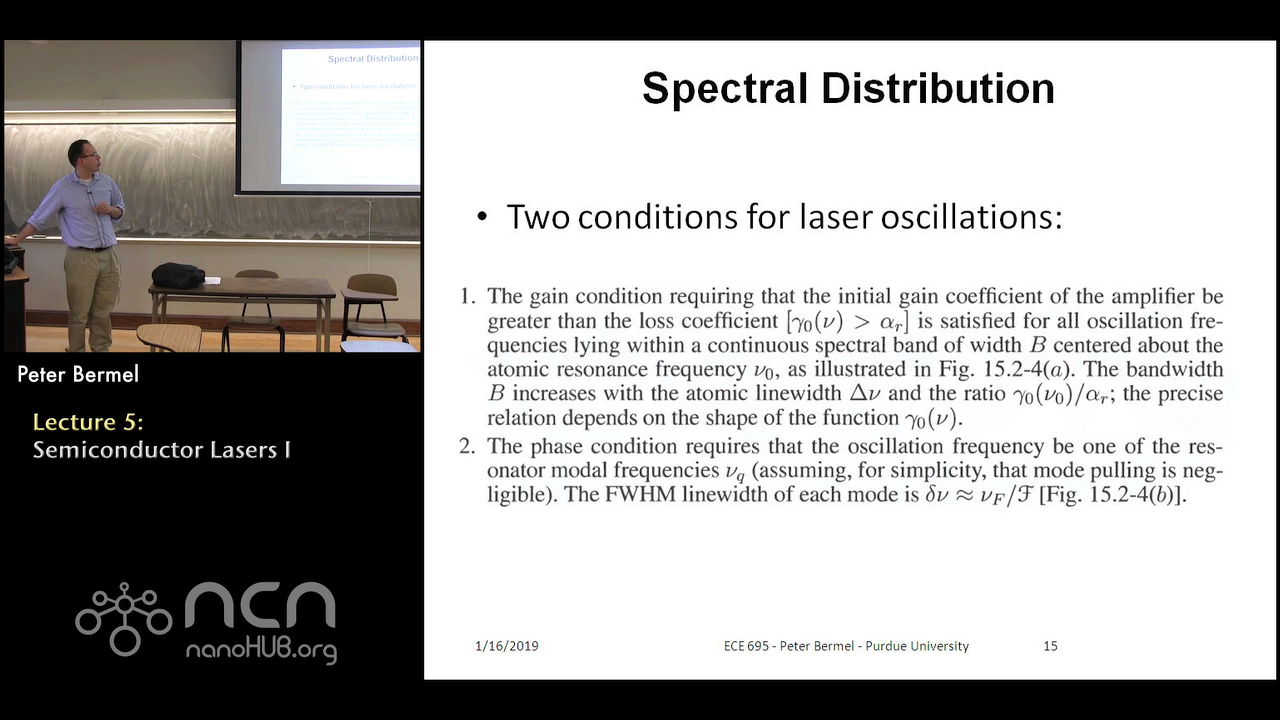 Spectral Distribution
• Two conditions for laser oscillations:
1. The gain condition requiring that the initial gain coefficient of the amplifier be
greater than the loss coefficient [γ₀(ν) > αᵣ] is satisfied for all oscillation fre-
quencies lying within a continuous spectral band of width B centered about the
atomic resonance frequency ν₀, as illustrated in Fig. 15.2-4(a). The bandwidth
B increases with the atomic linewidth Δν and the ratio γ₀(ν₀)/αᵣ; the precise
relation depends on the shape of the function γ₀(ν).
2. The phase condition requires that the oscillation frequency be one of the res-
onator modal frequencies ν_q (assuming, for simplicity, that mode pulling is neg-
ligible). The FWHM linewidth of each mode is δν ≈ ν_F/ℱ [Fig. 15.2-4(b)].
1/16/2019
ECE 695 - Peter Bermel - Purdue University
15
Spectral Distribution
• Two conditions for laser oscillations
Peter Bermel
Lecture 5:
Semiconductor Lasers I
ncn
nanoHUB.org